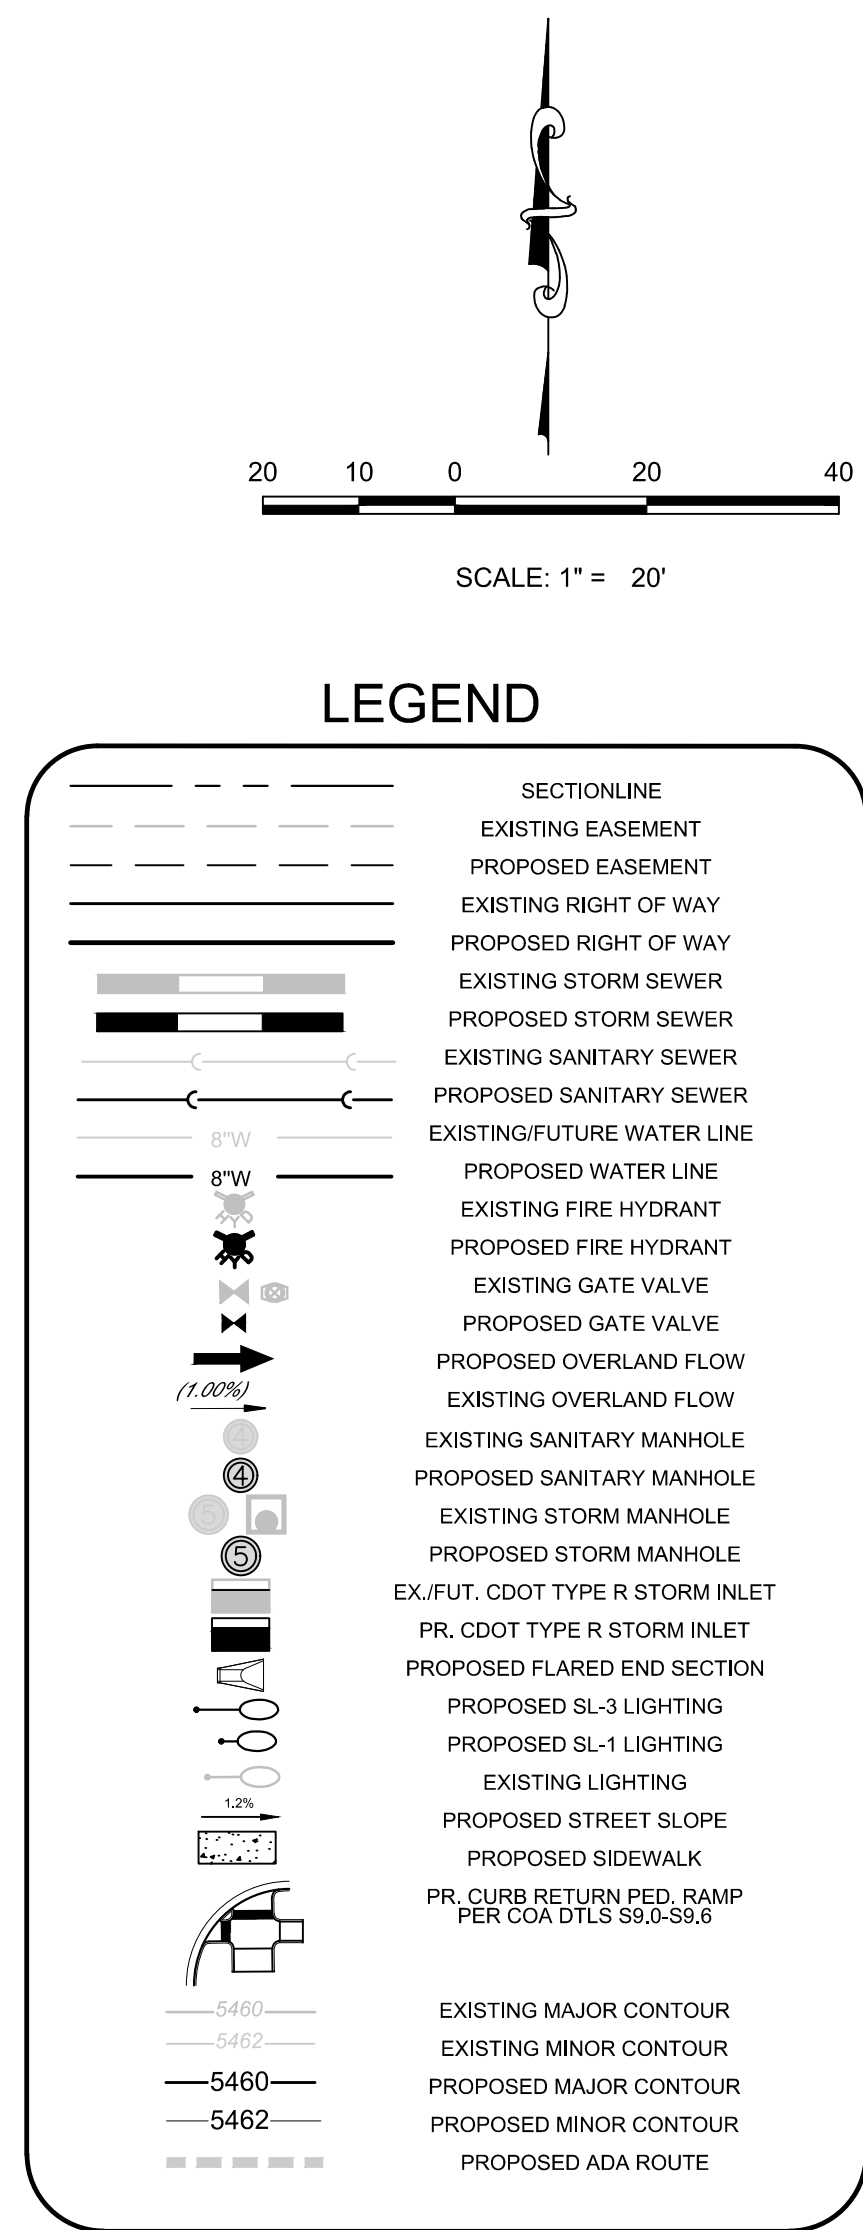 20 10 0 20 40
SCALE: 1" = 20'
LEGEND
SECTIONLINE
EXISTING EASEMENT
PROPOSED EASEMENT
EXISTING RIGHT OF WAY
PROPOSED RIGHT OF WAY
EXISTING STORM SEWER
PROPOSED STORM SEWER
EXISTING SANITARY SEWER
PROPOSED SANITARY SEWER
8"W EXISTING/FUTURE WATER LINE
8"W PROPOSED WATER LINE
HYD EXISTING FIRE HYDRANT
HYD PROPOSED FIRE HYDRANT
EXISTING GATE VALVE
PROPOSED GATE VALVE
PROPOSED OVERLAND FLOW
(1.00%) EXISTING OVERLAND FLOW
4 EXISTING SANITARY MANHOLE
4 PROPOSED SANITARY MANHOLE
5 EXISTING STORM MANHOLE
5 PROPOSED STORM MANHOLE
EX./FUT. CDOT TYPE R STORM INLET
PR. CDOT TYPE R STORM INLET
PROPOSED FLARED END SECTION
PROPOSED SL-3 LIGHTING
PROPOSED SL-1 LIGHTING
EXISTING LIGHTING
1.2% PROPOSED STREET SLOPE
PROPOSED SIDEWALK
PR. CURB RETURN PED. RAMP
PER COA DTLS S9.0-S9.6
5460 EXISTING MAJOR CONTOUR
5462 EXISTING MINOR CONTOUR
5460 PROPOSED MAJOR CONTOUR
5462 PROPOSED MINOR CONTOUR
PROPOSED ADA ROUTE